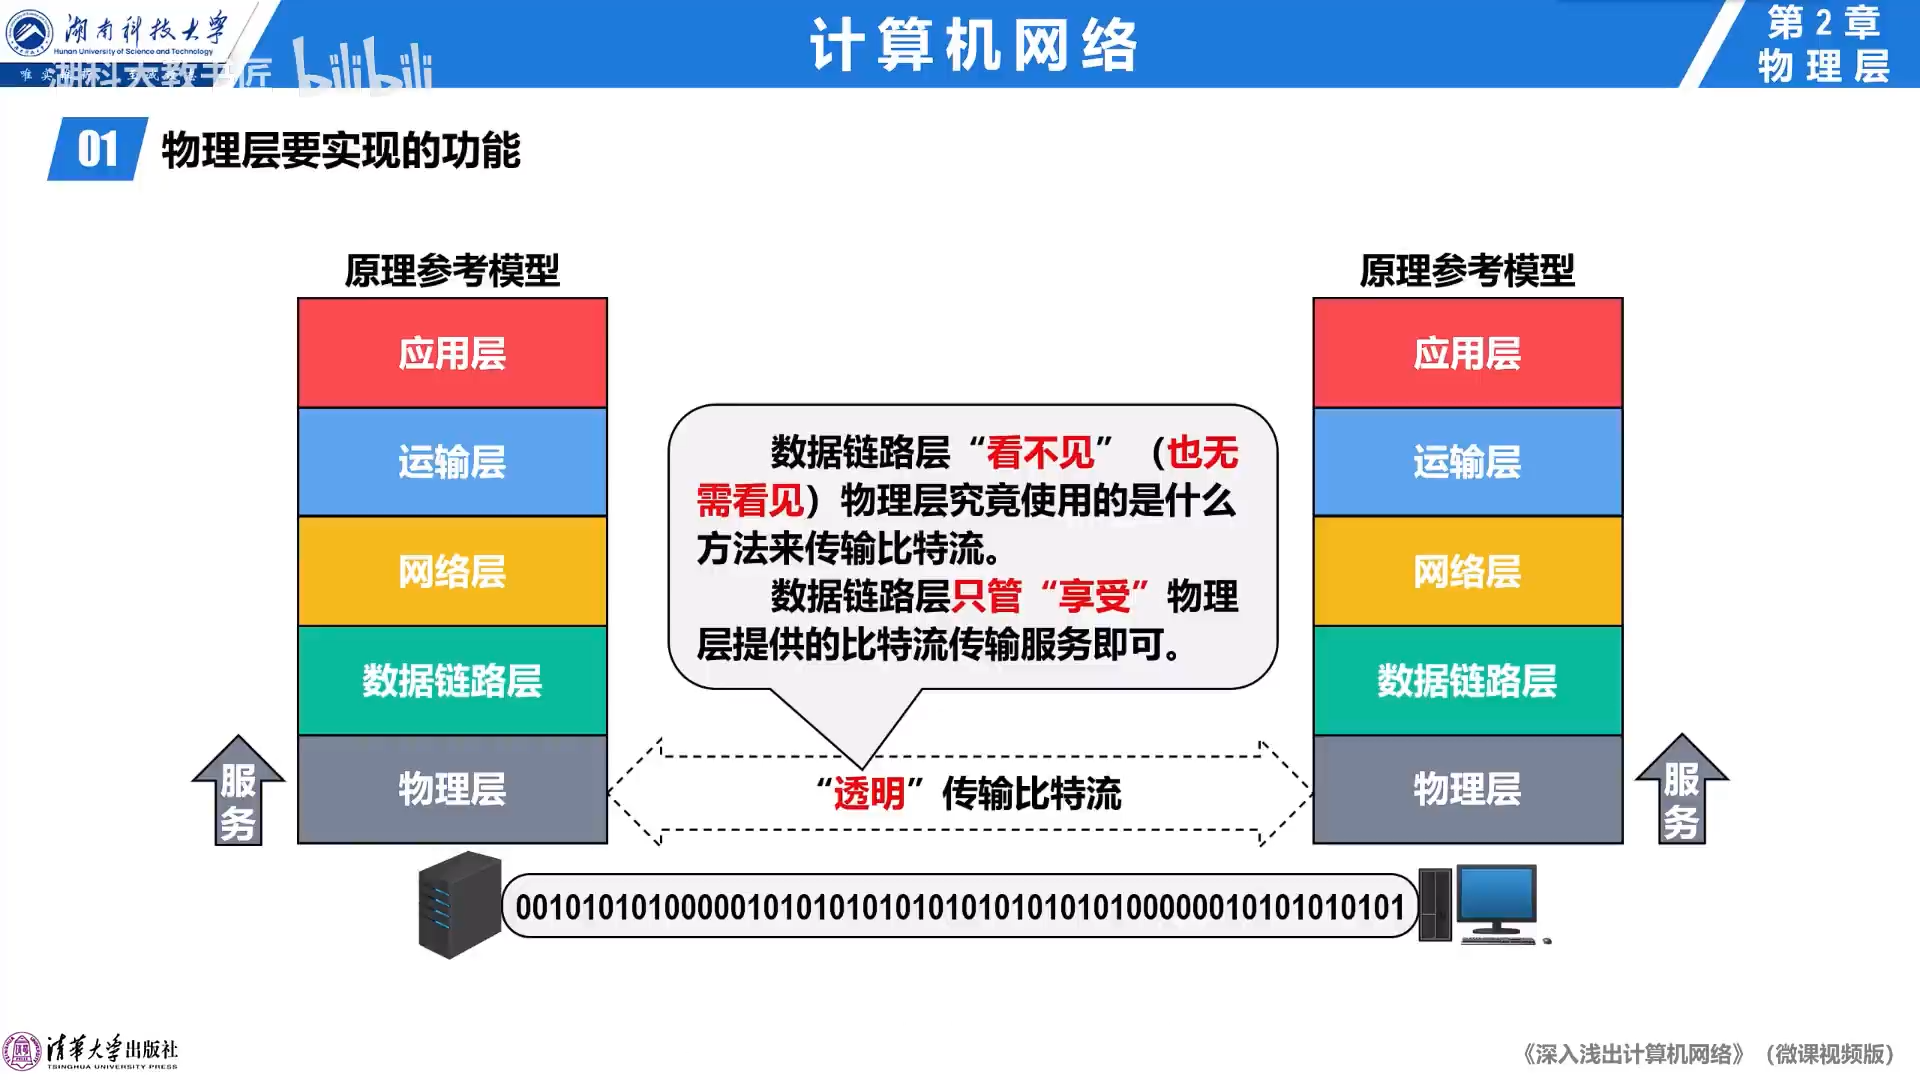 湖南科技大学
Hunan University of Science and Technology
湖科大教书匠
bilibili
计算机网络
第2章
物理层
01
物理层要实现的功能
原理参考模型
应用层
运输层
网络层
数据链路层
物理层
服务
数据链路层“看不见”（也无
需看见）物理层究竟使用的是什么
方法来传输比特流。
数据链路层只管“享受”物理
层提供的比特流传输服务即可。
“透明”传输比特流
原理参考模型
应用层
运输层
网络层
数据链路层
物理层
服务
00101010100000101010101010101010101010000001010101010１
清华大学出版社
TSINGHUA UNIVERSITY PRESS
《深入浅出计算机网络》（微课视频版）